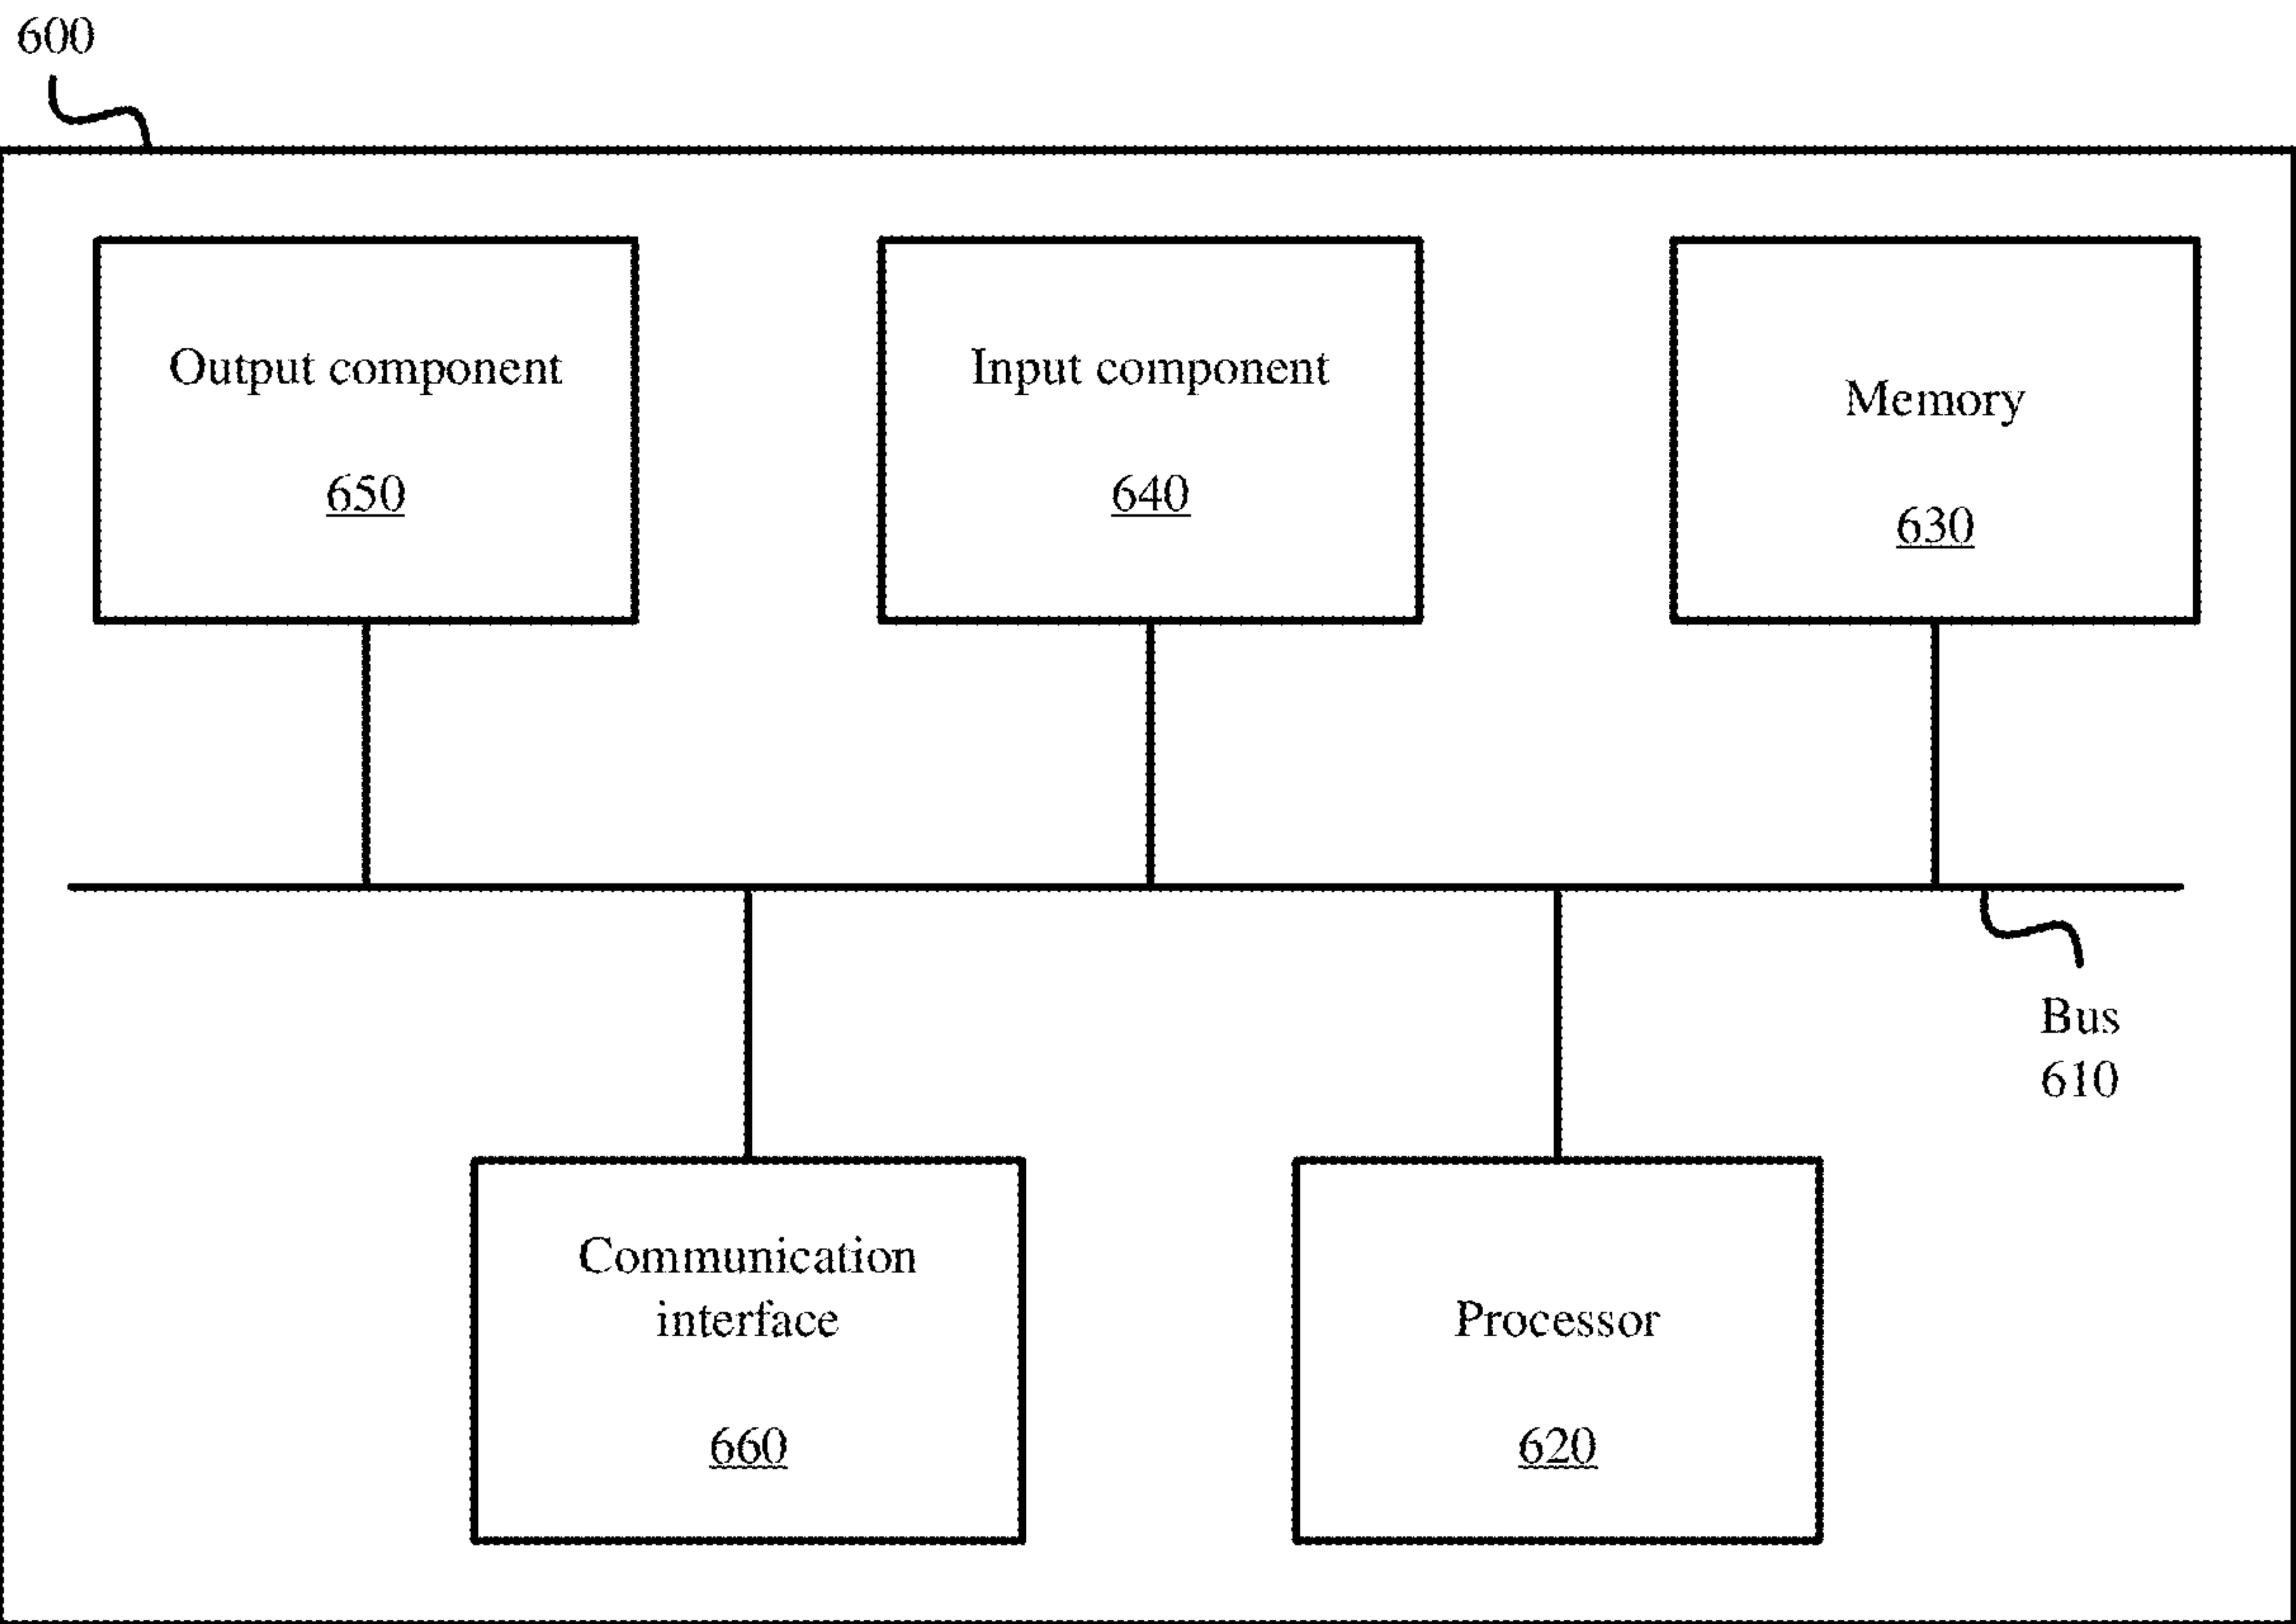 600
Output component
650
Input component
640
Memory
630
Bus
610
Communication
interface
660
Processor
620